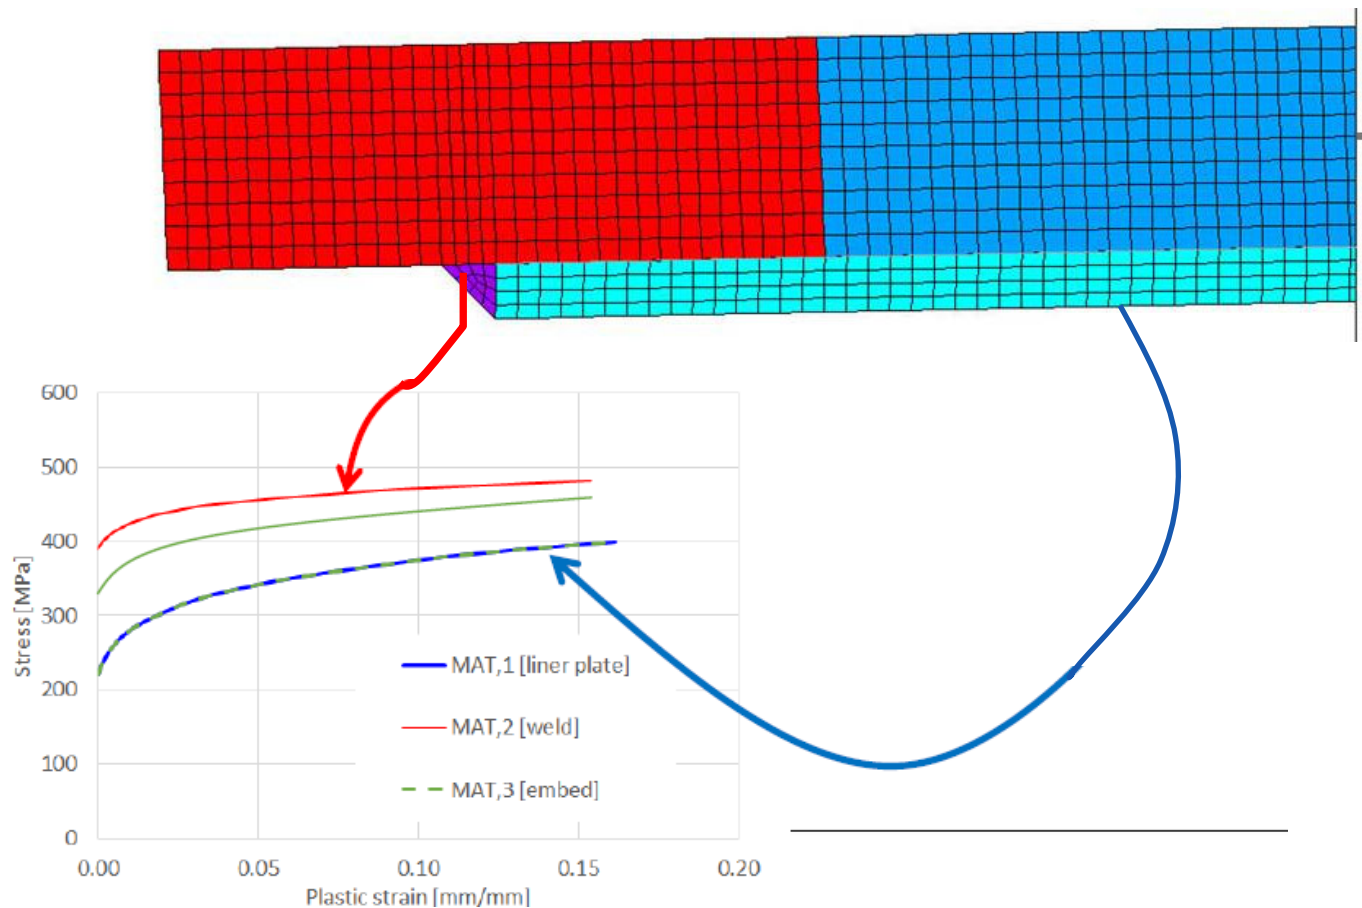 600
500
400
300
200
100
0
Stress [MPa]
MAT,1 [liner plate]
MAT,2 [weld]
MAT,3 [embed]
0.00 0.05 0.10 0.15 0.20
Plastic strain [mm/mm]